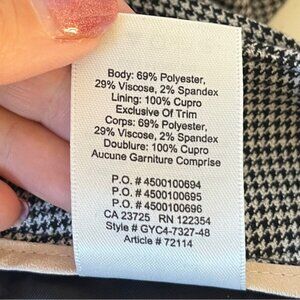 Body: 69% Polyester,
29% Viscose, 2% Spandex
Lining: 100% Cupro
Exclusive Of Trim
Corps: 69% Polyester,
29% Viscose, 2% Spandex
Doublure: 100% Cupro
Aucune Garniture Comprise
P.O. # 4500100694
P.O. # 4500100695
P.O. # 4500100696
CA 23725 RN 122354
Style # GYC4-7327-48
Article # 72114